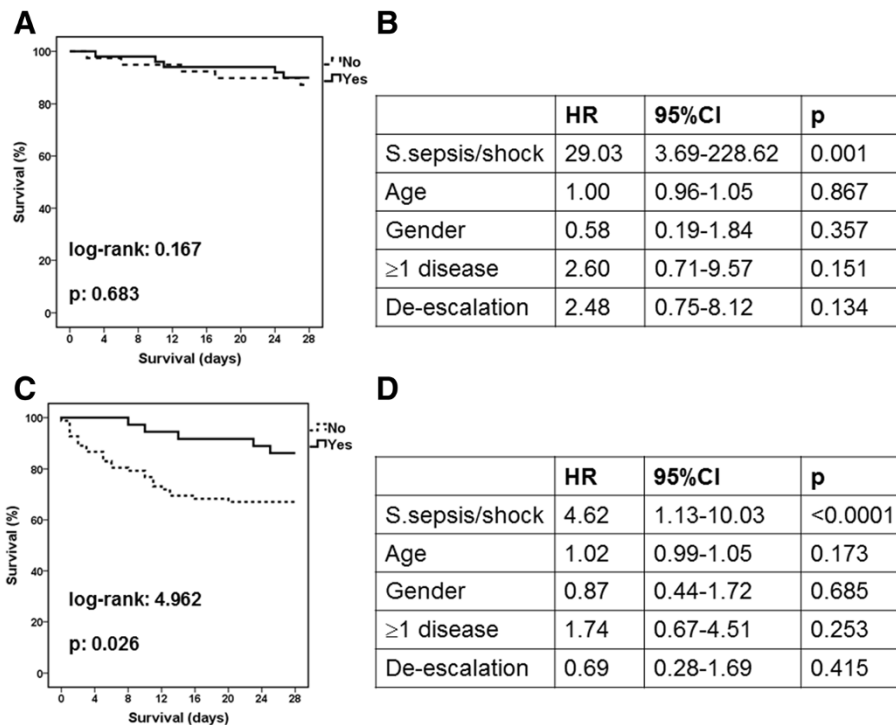 A
100
80
60
40
20
0
Survival (%)
No
Yes
log-rank: 0.167
p: 0.683
0 4 8 12 16 20 24 28
Survival (days)
B
HR 95%CI p
S.sepsis/shock 29.03 3.69-228.62 0.001
Age 1.00 0.96-1.05 0.867
Gender 0.58 0.19-1.84 0.357
≥1 disease 2.60 0.71-9.57 0.151
De-escalation 2.48 0.75-8.12 0.134
C
100
80
60
40
20
0
Survival (%)
No
Yes
log-rank: 4.962
p: 0.026
0 4 8 12 16 20 24 28
Survival (days)
D
HR 95%CI p
S.sepsis/shock 4.62 1.13-10.03 <0.0001
Age 1.02 0.99-1.05 0.173
Gender 0.87 0.44-1.72 0.685
≥1 disease 1.74 0.67-4.51 0.253
De-escalation 0.69 0.28-1.69 0.415